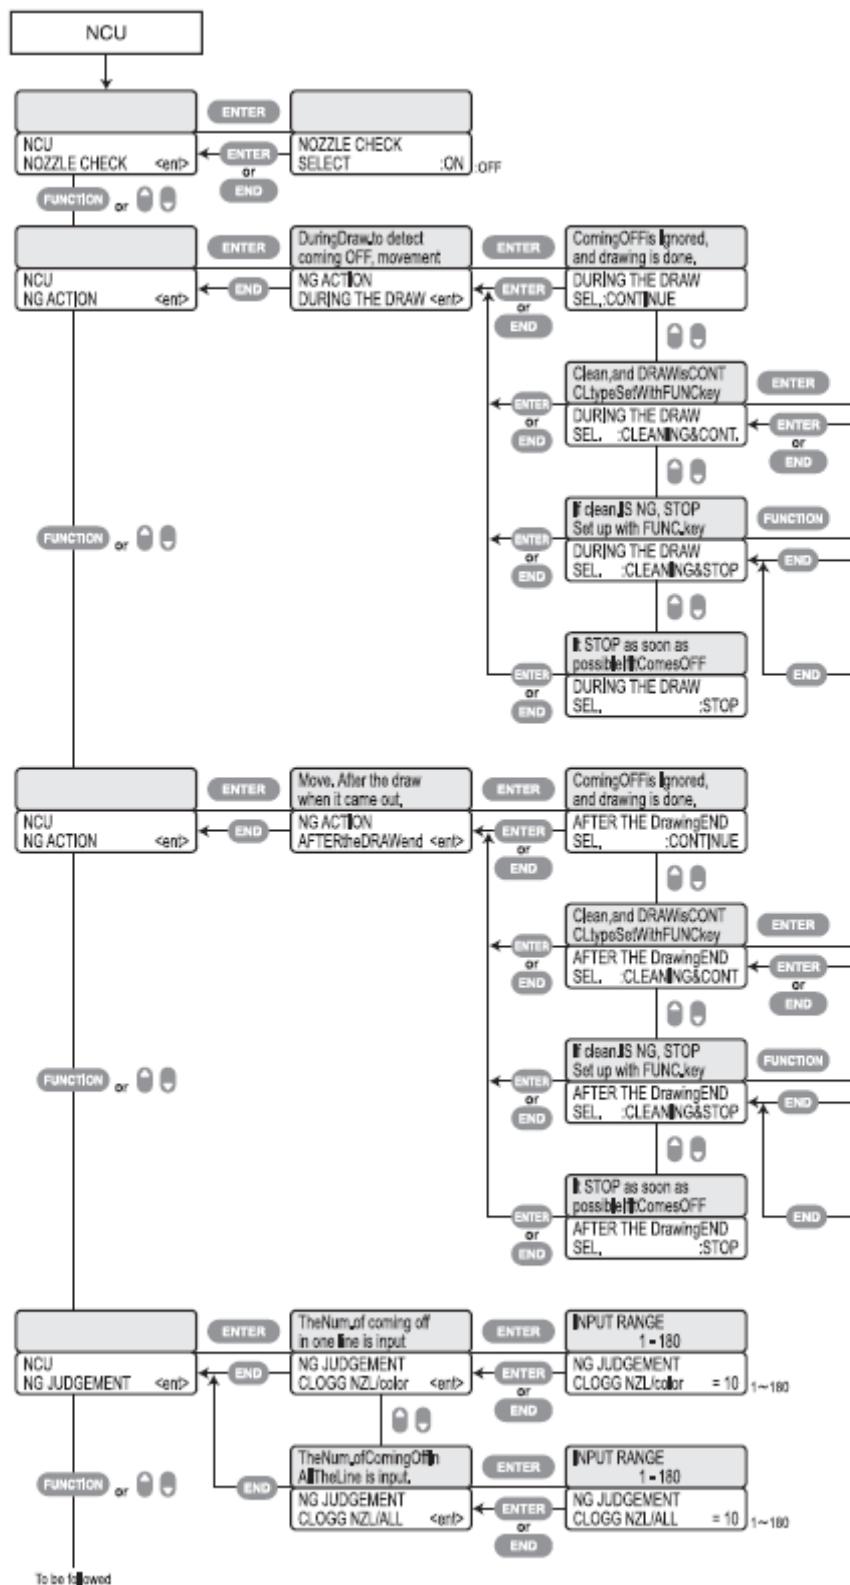 NCU
ENTER
NCU
NOZZLE CHECK <ent>
ENTER
or
END
NOZZLE CHECK
SELECT :ON :OFF
FUNCTION or
ENTER
DuringDraw.to detect
coming OFF, movement
ENTER
ComingOFFis Ignored,
and drawing is done.
NCU
NG ACTION <ent>
END
NG ACTION
DURING THE DRAW <ent>
ENTER
or
END
DURING THE DRAW
SEL.:CONTINUE
Clean,and DRAWisCONT
CLtypeSetWithFUNCkey
ENTER
ENTER
or
END
DURING THE DRAW
SEL. :CLEANING&CONT.
ENTER
or
END
FUNCTION or
If clean.IS NG, STOP
Set up with FUNC.key
FUNCTION
ENTER
or
END
DURING THE DRAW
SEL. :CLEANING&STOP
END
It STOP as soon as
possibleIfItComesOFF
END
ENTER
or
END
DURING THE DRAW
SEL. :STOP
ENTER
Move. After the draw
when it came out.
ENTER
ComingOFFis Ignored,
and drawing is done.
NCU
NG ACTION <ent>
END
NG ACTION
AFTERtheDRAWend <ent>
ENTER
or
END
AFTER THE DrawingEND
SEL. :CONTINUE
Clean,and DRAWisCONT
CLtypeSetWithFUNCkey
ENTER
ENTER
or
END
AFTER THE DrawingEND
SEL. :CLEANING&CONT
ENTER
or
END
FUNCTION or
If clean.IS NG, STOP
Set up with FUNC.key
FUNCTION
ENTER
or
END
AFTER THE DrawingEND
SEL. :CLEANING&STOP
END
It STOP as soon as
possibleIfItComesOFF
END
ENTER
or
END
AFTER THE DrawingEND
SEL. :STOP
ENTER
TheNum.of coming off
in one line is input
ENTER
INPUT RANGE
1-180
NCU
NG JUDGEMENT <ent>
END
NG JUDGEMENT
CLOGG NZL/color <ent>
ENTER
or
END
NG JUDGEMENT
CLOGG NZL/color = 10 1~180
FUNCTION or
END
TheNum.ofComingOffIn
AllTheLine is input.
ENTER
INPUT RANGE
1-180
NG JUDGEMENT
CLOGG NZL/ALL <ent>
ENTER
or
END
NG JUDGEMENT
CLOGG NZL/ALL = 10 1~180
To be followed